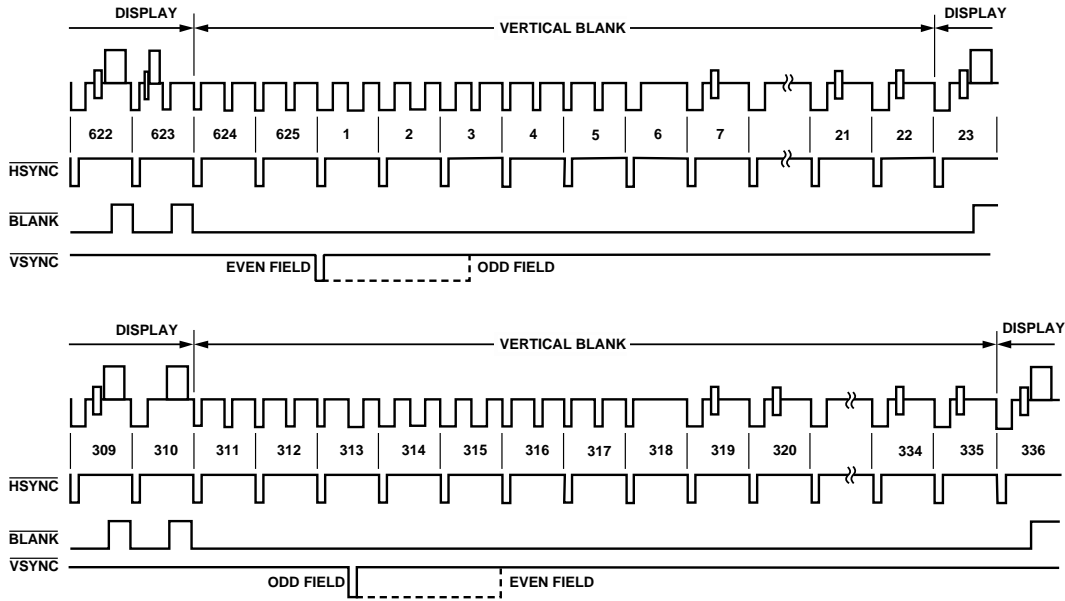 DISPLAY VERTICAL BLANK DISPLAY
622 623 624 625 1 2 3 4 5 6 7 21 22 23
HSYNC
BLANK
VSYNC
EVEN FIELD ODD FIELD
DISPLAY VERTICAL BLANK DISPLAY
309 310 311 312 313 314 315 316 317 318 319 320 334 335 336
HSYNC
BLANK
VSYNC
ODD FIELD EVEN FIELD